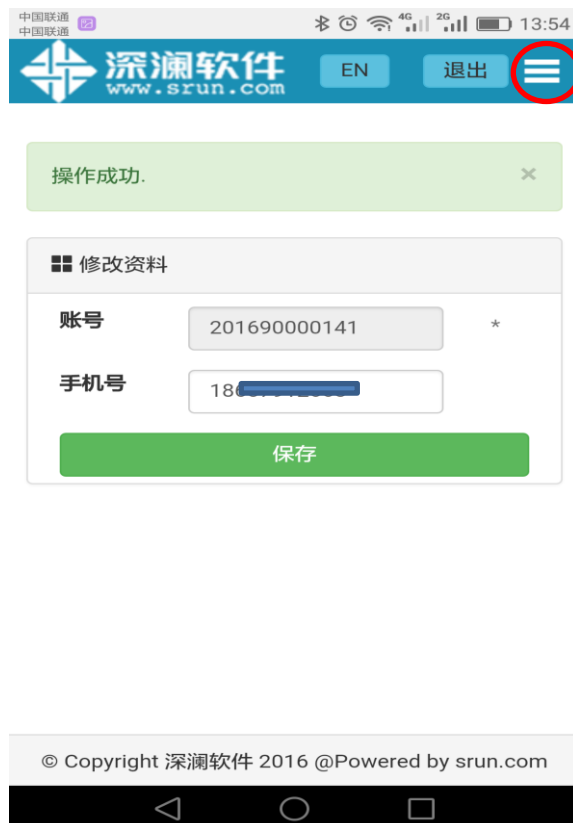 中国联通
中国联通
4G 2G 13:54
深澜软件
www.srun.com
EN
退出
操作成功. ×
修改资料
账号 201690000141 *
手机号 18
保存
© Copyright 深澜软件 2016 @Powered by srun.com